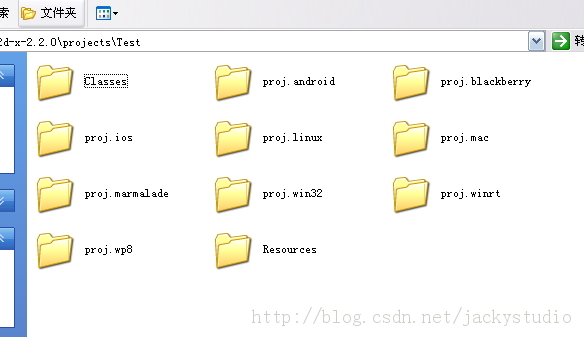 索 文件夹
2d-x-2.2.0\projects\Test 转
Classes proj.android proj.blackberry
proj.ios proj.linux proj.mac
proj.marmalade proj.win32 proj.winrt
proj.wp8 Resources
http://blog.csdn.net/jackystudio